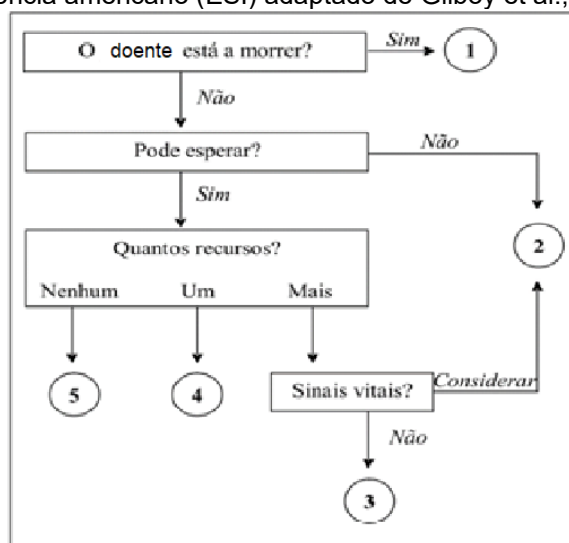 ência americano (ESI) adaptado de Gilboy et al.,
O doente está a morrer?
Sim
1
Não
Pode esperar?
Não
Sim
2
Quantos recursos?
Nenhum Um Mais
5
4
Sinais vitais?
Considerar
Não
3